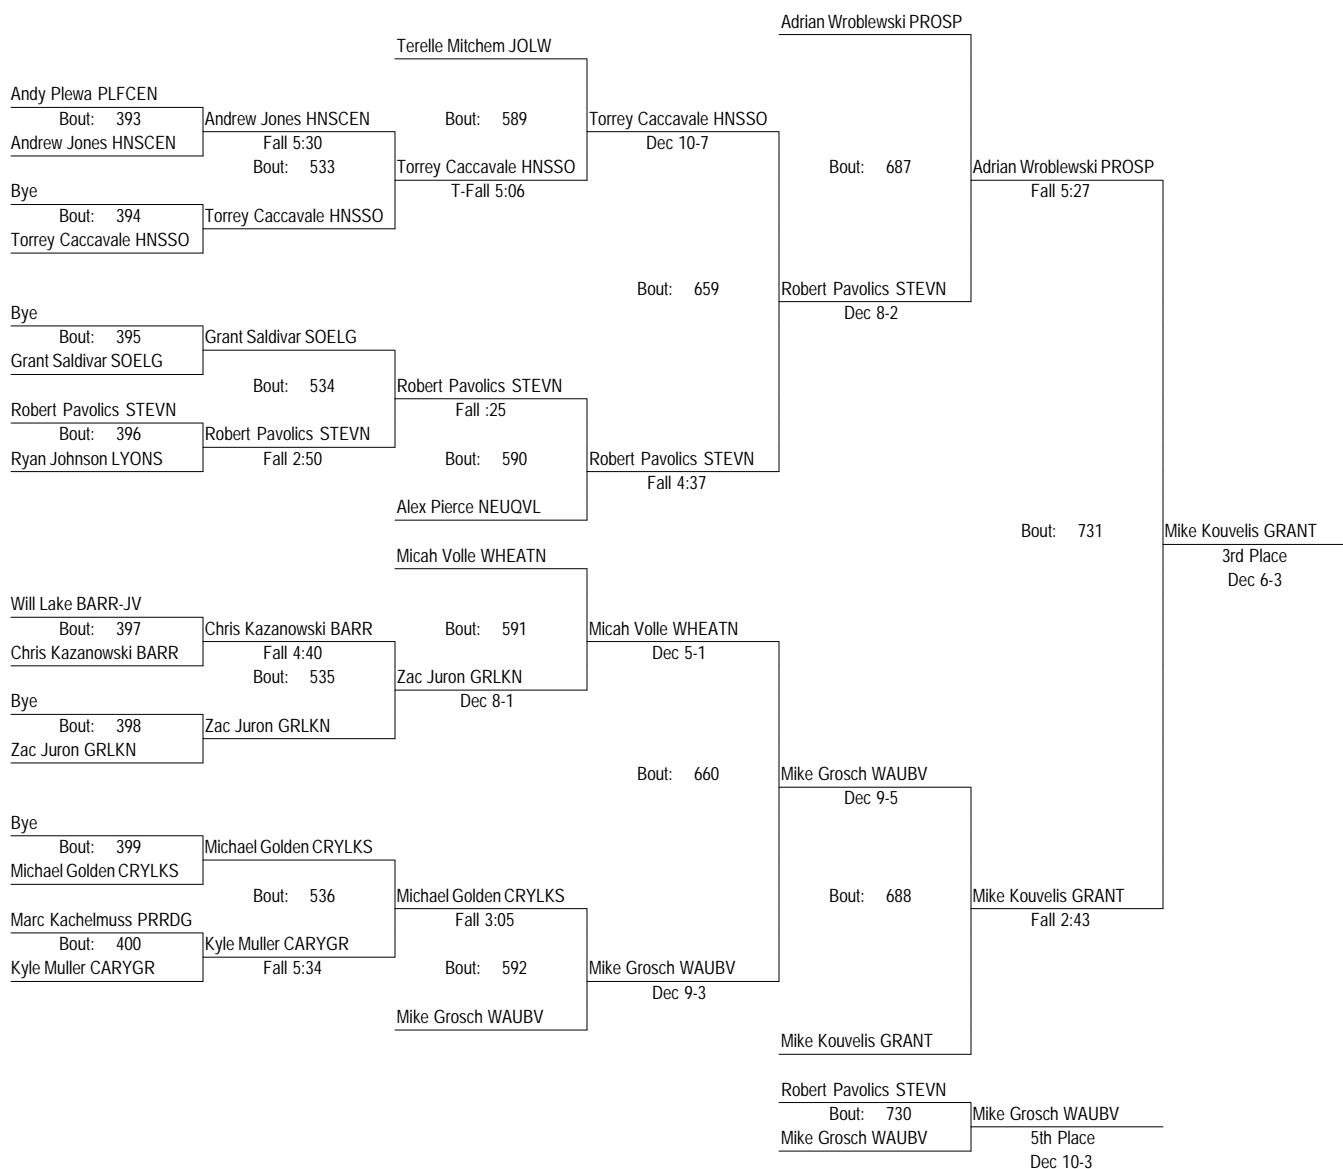 Adrian Wroblewski PROSP
Terelle Mitchem JOLW
Andy Plewa PLFCEN
Bout: 393
Andrew Jones HNSCEN
Andrew Jones HNSCEN
Fall 5:30
Bout: 589
Torrey Caccavale HNSSO
Dec 10-7
Bout: 533
Torrey Caccavale HNSSO
T-Fall 5:06
Bout: 687
Adrian Wroblewski PROSP
Fall 5:27
Bye
Bout: 394
Torrey Caccavale HNSSO
Torrey Caccavale HNSSO
Bout: 659
Robert Pavolics STEVN
Dec 8-2
Bye
Bout: 395
Grant Saldivar SOELG
Grant Saldivar SOELG
Bout: 534
Robert Pavolics STEVN
Fall :25
Robert Pavolics STEVN
Bout: 396
Robert Pavolics STEVN
Ryan Johnson LYONS
Fall 2:50
Bout: 590
Robert Pavolics STEVN
Fall 4:37
Alex Pierce NEUQVL
Bout: 731
Mike Kouvelis GRANT
3rd Place
Dec 6-3
Micah Volle WHEATN
Will Lake BARR-JV
Bout: 397
Chris Kazanowski BARR
Chris Kazanowski BARR
Fall 4:40
Bout: 591
Micah Volle WHEATN
Dec 5-1
Bout: 535
Zac Juron GRLKN
Dec 8-1
Bye
Bout: 398
Zac Juron GRLKN
Zac Juron GRLKN
Bout: 660
Mike Grosch WAUBV
Dec 9-5
Bye
Bout: 399
Michael Golden CRYLKS
Michael Golden CRYLKS
Bout: 536
Michael Golden CRYLKS
Fall 3:05
Bout: 688
Mike Kouvelis GRANT
Fall 2:43
Marc Kachelmuss PRRDG
Bout: 400
Kyle Muller CARYGR
Kyle Muller CARYGR
Fall 5:34
Bout: 592
Mike Grosch WAUBV
Dec 9-3
Mike Grosch WAUBV
Mike Kouvelis GRANT
Robert Pavolics STEVN
Bout: 730
Mike Grosch WAUBV
Mike Grosch WAUBV
5th Place
Dec 10-3